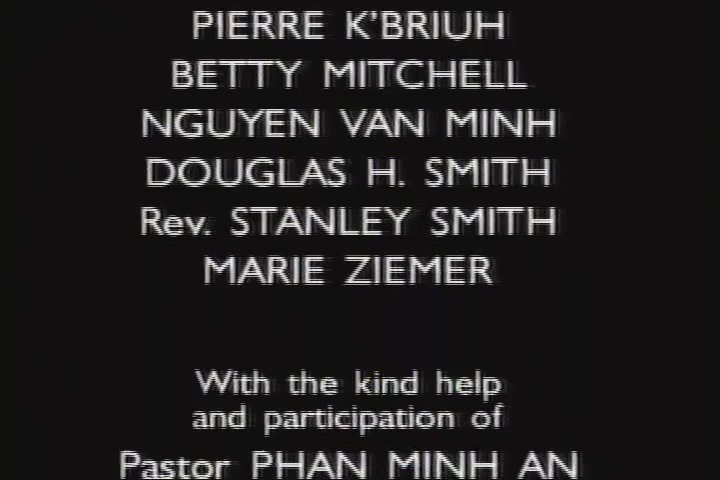 PIERRE K'BRIUH
BETTY MITCHELL
NGUYEN VAN MINH
DOUGLAS H. SMITH
Rev. STANLEY SMITH
MARIE ZIEMER
With the kind help
and participation of
Pastor PHAN MINH AN